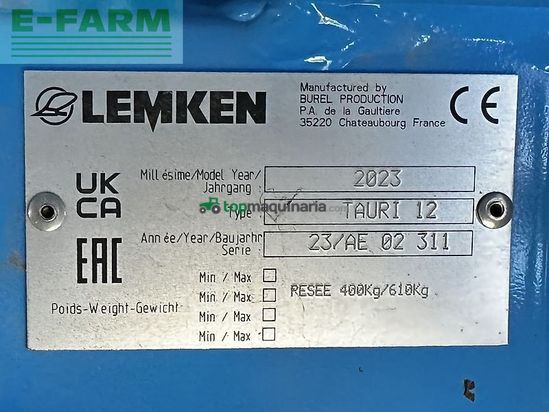 E-FARM
LEMKEN
Manufactured by
BUREL PRODUCTION
P.A. de la Gaultiere
35220 Chateaubourg France
CE
UK
CA
EAC
Millésime/Model Year/
Jahrgang
2023
topmaquinaria.com
Type
TAURI 12
Année/Year/Baujahr
Serie
23/AE 02 311
Poids-Weight-Gewicht
Min / Max
Min / Max
Min / Max
Min / Max
RESEE 400Kg/610Kg